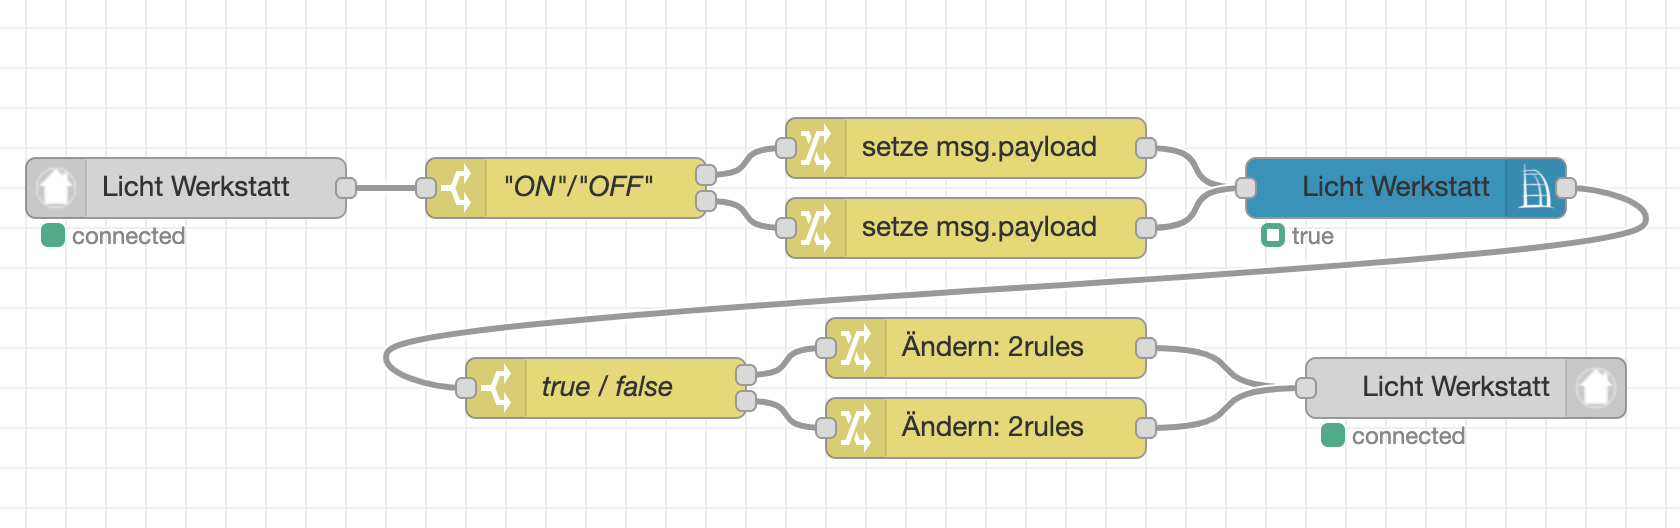 Licht Werkstatt
connected
"ON"/"OFF"
setze msg.payload
setze msg.payload
Licht Werkstatt
true
true / false
Ändern: 2rules
Ändern: 2rules
Licht Werkstatt
connected